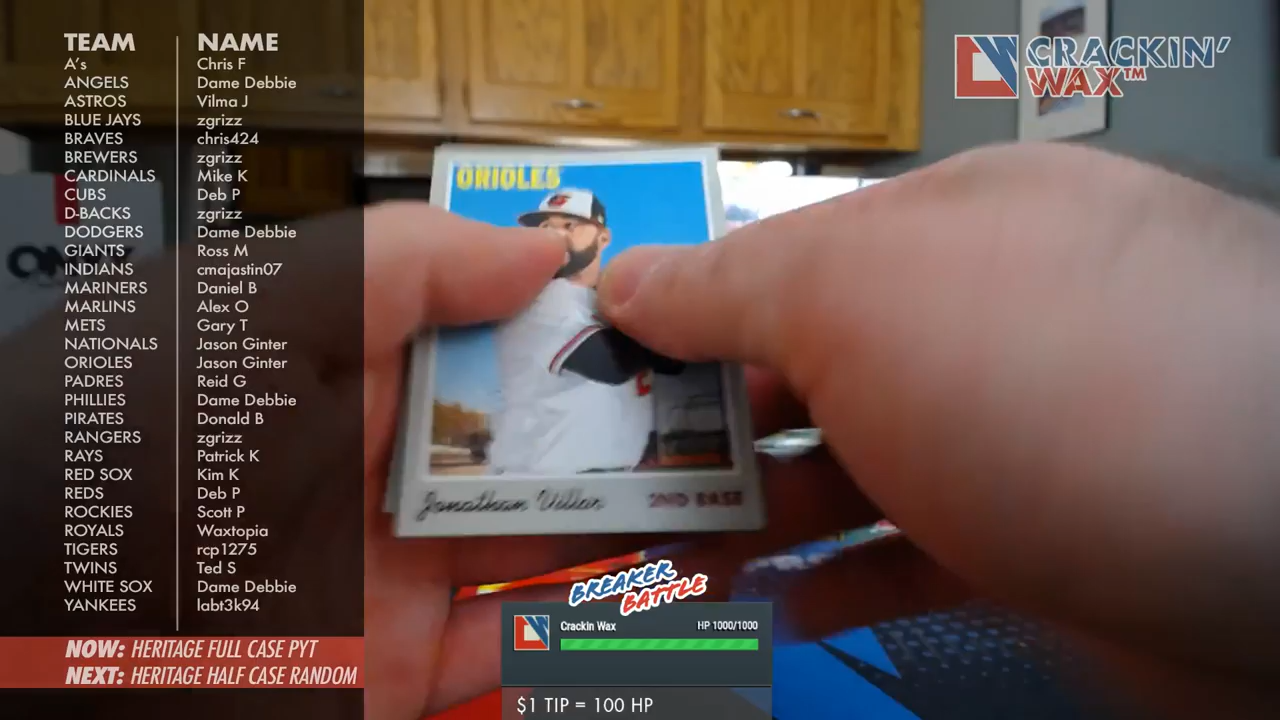 TEAM NAME
A's Chris F
ANGELS Dame Debbie
ASTROS Vilma J
BLUE JAYS zgrizz
BRAVES chris424
BREWERS zgrizz
CARDINALS Mike K
CUBS Deb P
D-BACKS zgrizz
DODGERS Dame Debbie
GIANTS Ross M
INDIANS cmajastin07
MARINERS Daniel B
MARLINS Alex O
METS Gary T
NATIONALS Jason Ginter
ORIOLES Jason Ginter
PADRES Reid G
PHILLIES Dame Debbie
PIRATES Donald B
RANGERS zgrizz
RAYS Patrick K
RED SOX Kim K
REDS Deb P
ROCKIES Scott P
ROYALS Waxtopia
TIGERS rcp1275
TWINS Ted S
WHITE SOX Dame Debbie
YANKEES labt3k94
NOW: HERITAGE FULL CASE PYT
NEXT: HERITAGE HALF CASE RANDOM
CRACKIN'
WAX™
ORIOLES
Jonathan Villar 2ND BASE
BREAKER
BATTLE
Crackin Wax HP 1000/1000
$1 TIP = 100 HP